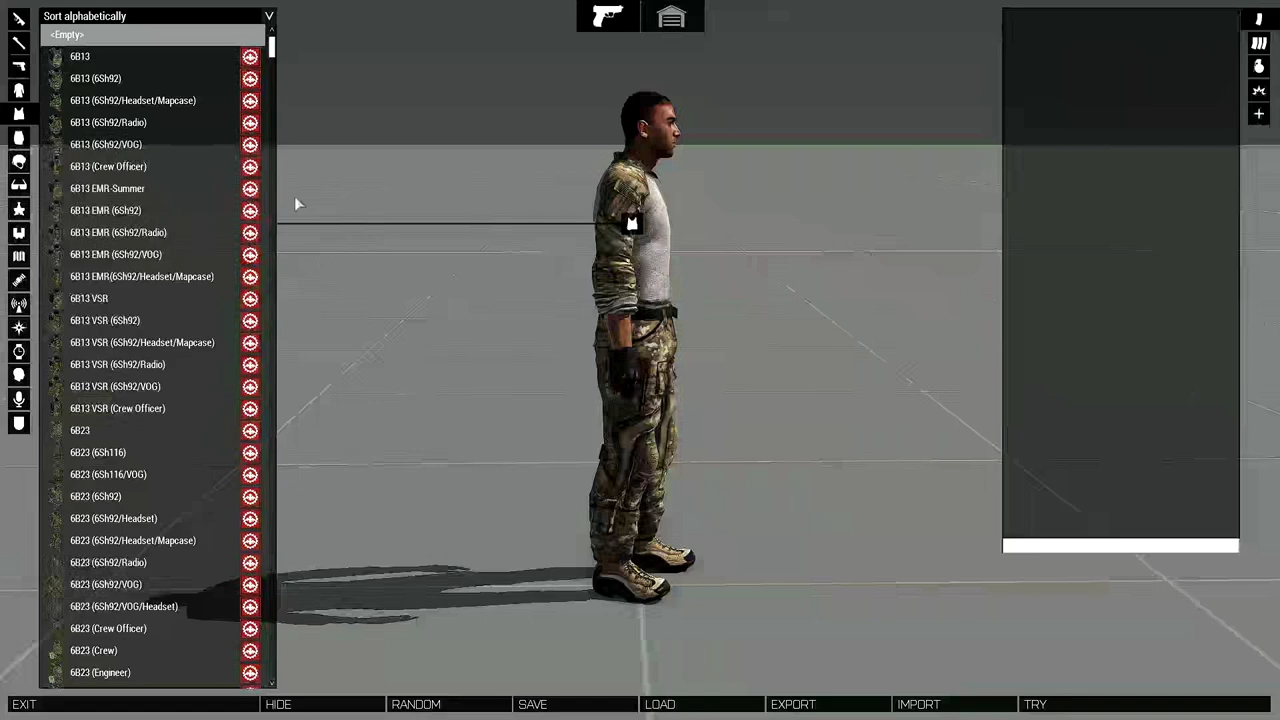 Sort alphabetically
<Empty>
6B13
6B13 (6Sh92)
6B13 (6Sh92/Headset/Mapcase)
6B13 (6Sh92/Radio)
6B13 (6Sh92/VOG)
6B13 (Crew Officer)
6B13 EMR-Summer
6B13 EMR (6Sh92)
6B13 EMR (6Sh92/Radio)
6B13 EMR (6Sh92/VOG)
6B13 EMR(6Sh92/Headset/Mapcase)
6B13 VSR
6B13 VSR (6Sh92)
6B13 VSR (6Sh92/Headset/Mapcase)
6B13 VSR (6Sh92/Radio)
6B13 VSR (6Sh92/VOG)
6B13 VSR (Crew Officer)
6B23
6B23 (6Sh116)
6B23 (6Sh116/VOG)
6B23 (6Sh92)
6B23 (6Sh92/Headset)
6B23 (6Sh92/Headset/Mapcase)
6B23 (6Sh92/Radio)
6B23 (6Sh92/VOG)
6B23 (6Sh92/VOG/Headset)
6B23 (Crew Officer)
6B23 (Crew)
6B23 (Engineer)
EXIT HIDE RANDOM SAVE LOAD EXPORT IMPORT TRY